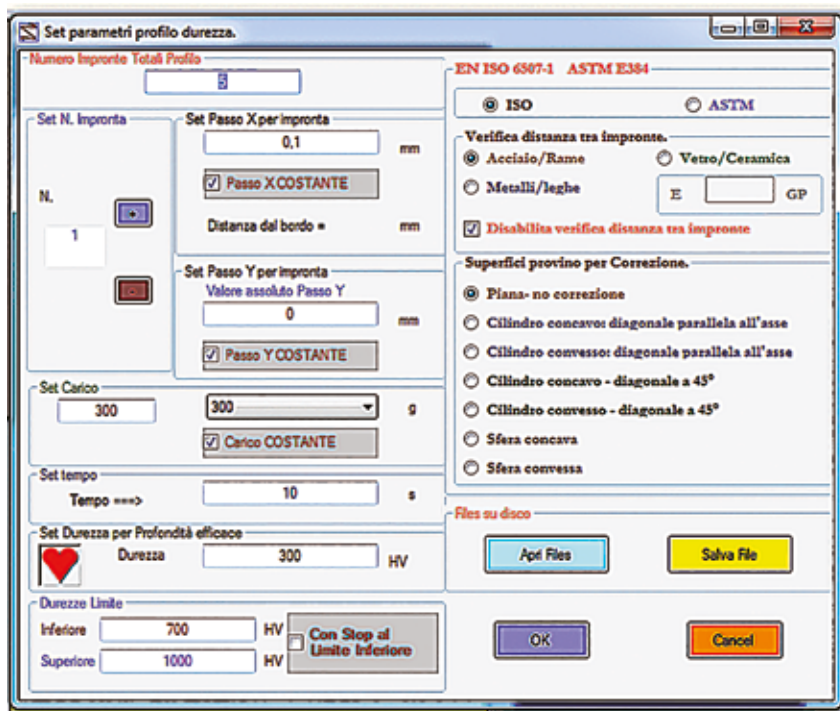 Set parametri profilo durezza.
Numero Impronte Totali Profilo
5
Set N. Impronta
N.
1
+
-
Set Passo X per impronta
0,1
mm
Passo X COSTANTE
Distanza dal bordo =
mm
Set Passo Y per impronta
Valore assoluto Passo Y
0
mm
Passo Y COSTANTE
Set Carico
300
300
g
Carico COSTANTE
Set tempo
Tempo ===>
10
s
Set Durezza per Profondità efficace
Durezza
300
HV
Durezze Limite
Inferiore
700
HV
Superiore
1000
HV
Con Stop al
Limite Inferiore
EN ISO 6507-1 ASTM E384
ISO
ASTM
Verifica distanza tra impronte.
Acciaio/Rame
Vetro/Ceramica
Metalli/leghe
E
GP
Disabilita verifica distanza tra impronte
Superfici provino per Correzione.
Piana- no correzione
Cilindro concavo: diagonale parallela all'asse
Cilindro convesso: diagonale parallela all'asse
Cilindro concavo - diagonale a 45°
Cilindro convesso - diagonale a 45°
Sfera concava
Sfera convessa
Files su disco
Apri Files
Salva File
OK
Cancel